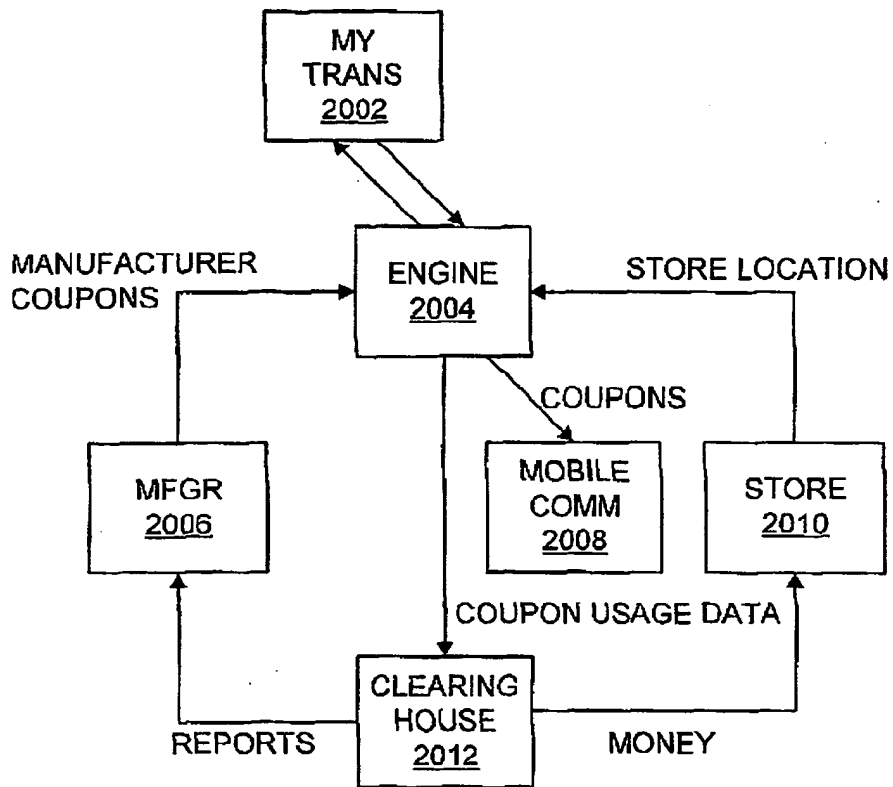 MY
TRANS
2002
MANUFACTURER
COUPONS
ENGINE
2004
STORE LOCATION
COUPONS
MFGR
2006
MOBILE
COMM
2008
STORE
2010
COUPON USAGE DATA
CLEARING
HOUSE
2012
REPORTS
MONEY